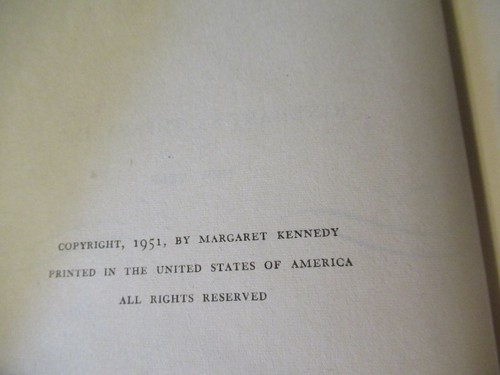 COPYRIGHT, 1951, BY MARGARET KENNEDY
PRINTED IN THE UNITED STATES OF AMERICA
ALL RIGHTS RESERVED